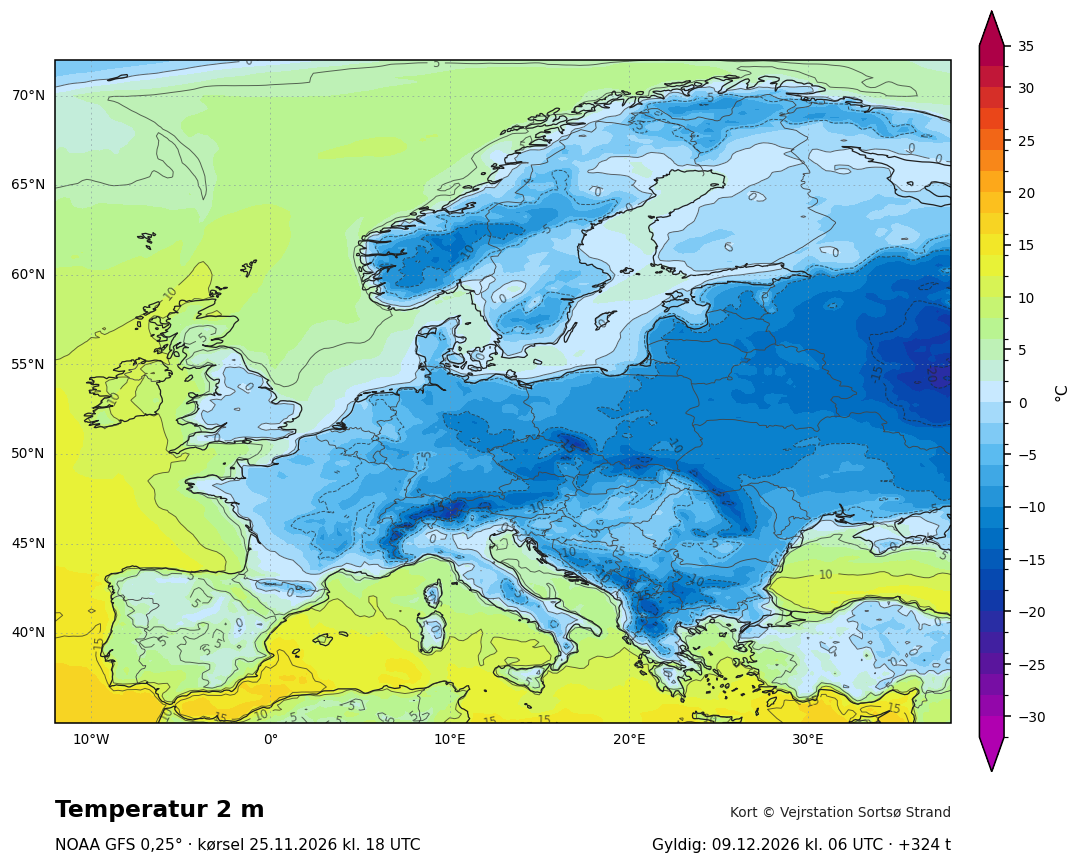 70°N
65°N
60°N
55°N
50°N
45°N
40°N
10°W
0°
10°E
20°E
30°E
35
30
25
20
15
10
5
0
−5
−10
−15
−20
−25
−30
°C
Temperatur 2 m
Kort © Vejrstation Sortsø Strand
NOAA GFS 0,25° · kørsel 25.11.2026 kl. 18 UTC
Gyldig: 09.12.2026 kl. 06 UTC · +324 t